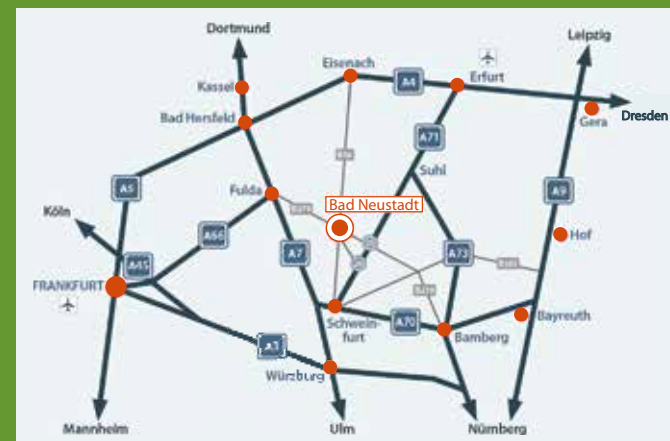 Dortmund
Leipzig
Eisenach
Erfurt
Kassel
A4
Dresden
Bad Hersfeld
Gera
A71
Suhl
A5
Fulda
A9
Bad Neustadt
Köln
A66
Hof
A7
A73
A45
FRANKFURT
Schwein-
furt
A70
Bayreuth
Bamberg
A3
Würzburg
Mannheim
Ulm
Nürnberg